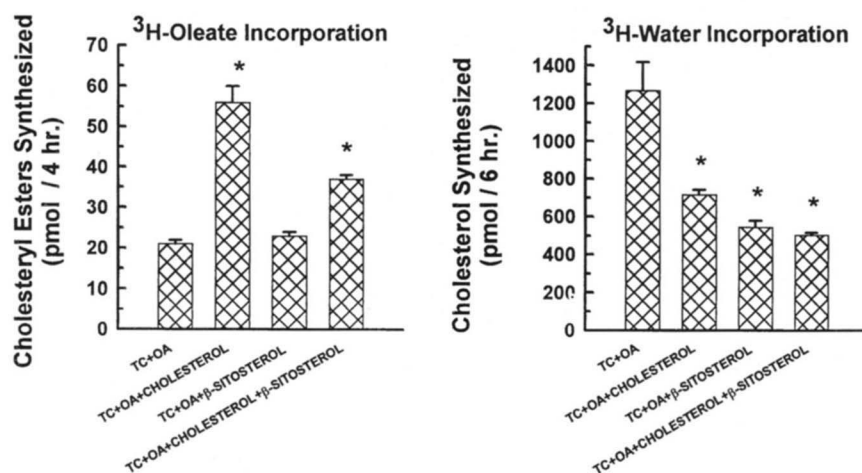 ³H-Oleate Incorporation
Cholesteryl Esters Synthesized
(pmol / 4 hr.)
70
60
50
40
30
20
10
0
*
*
TC+OA
TC+OA+CHOLESTEROL
TC+OA+β-SITOSTEROL
TC+OA+CHOLESTEROL+β-SITOSTEROL
³H-Water Incorporation
Cholesterol Synthesized
(pmol / 6 hr.)
1400
1200
1000
800
600
400
200
0
*
*
*
TC+OA
TC+OA+CHOLESTEROL
TC+OA+β-SITOSTEROL
TC+OA+CHOLESTEROL+β-SITOSTEROL